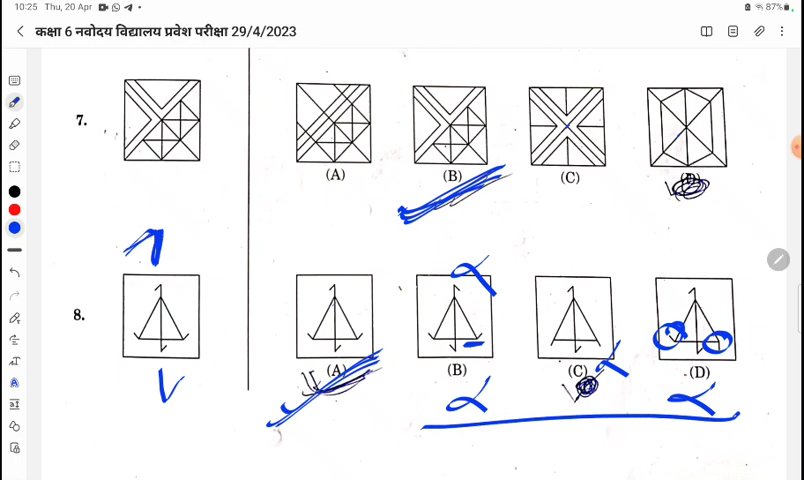 10:25 Thu, 20 Apr
87%
कक्षा 6 नवोदय विद्यालय प्रवेश परीक्षा 29/4/2023
7.
(A) (B) (C)
8.
(A) (B) (C) (D)